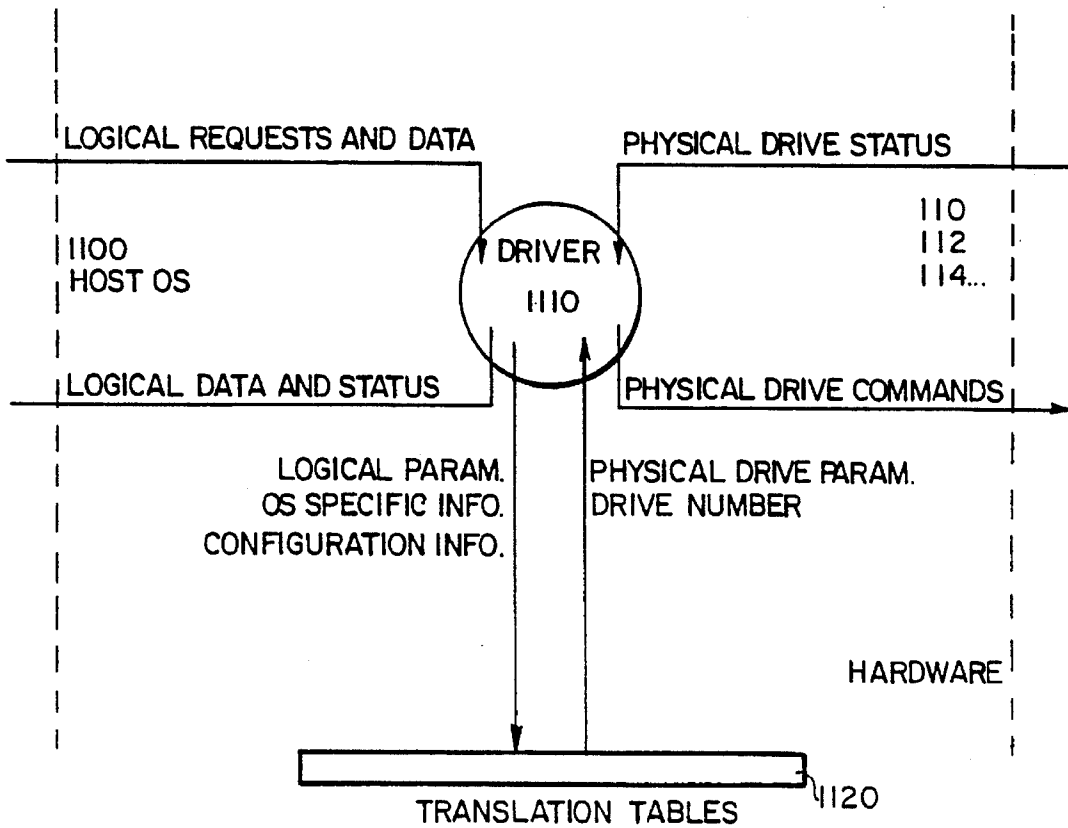 LOGICAL REQUESTS AND DATA
PHYSICAL DRIVE STATUS
1100
HOST OS
DRIVER
1110
110
112
114...
LOGICAL DATA AND STATUS
PHYSICAL DRIVE COMMANDS
LOGICAL PARAM.
OS SPECIFIC INFO.
CONFIGURATION INFO.
PHYSICAL DRIVE PARAM.
DRIVE NUMBER
HARDWARE
1120
TRANSLATION TABLES